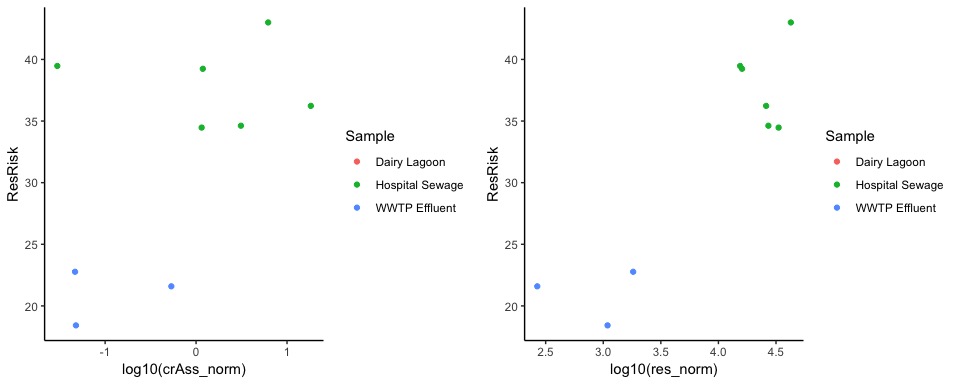 ResRisk
40
35
30
25
20
-1
0
1
log10(crAss_norm)
Sample
Dairy Lagoon
Hospital Sewage
WWTP Effluent
ResRisk
40
35
30
25
20
2.5
3.0
3.5
4.0
4.5
log10(res_norm)
Sample
Dairy Lagoon
Hospital Sewage
WWTP Effluent